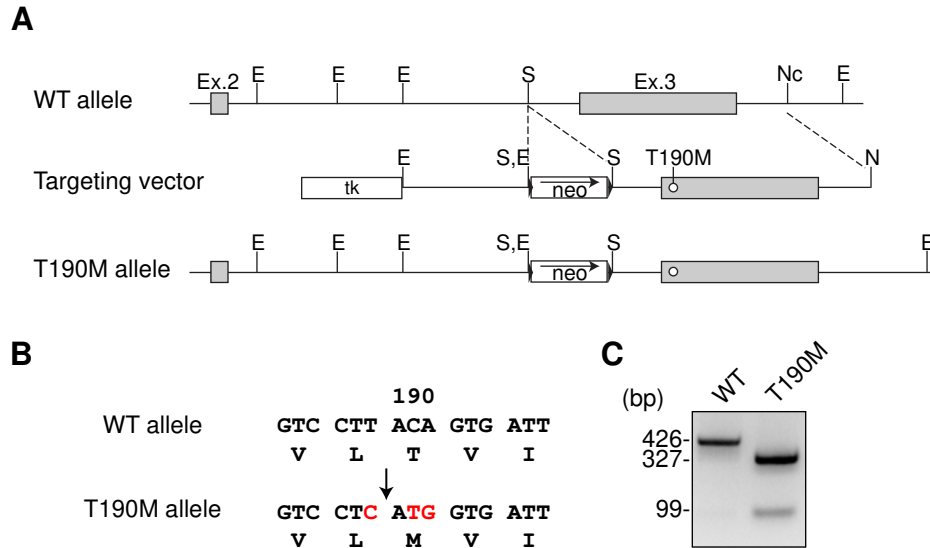 A
Ex.2 E E E S Ex.3 Nc E
WT allele
E S,E S T190M N
Targeting vector tk neo
E E E S,E S E
T190M allele neo
B
190
WT allele GTC CTT ACA GTG ATT
V L T V I
T190M allele GTC CTC ATG GTG ATT
V L M V I
C
WT T190M
(bp)
426-
327-
99-